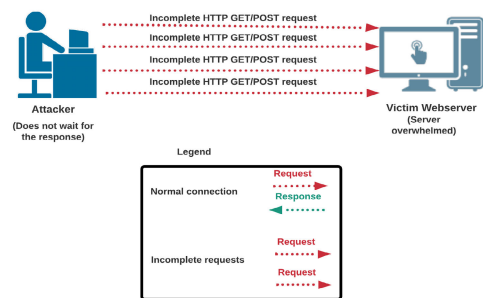 Incomplete HTTP GET/POST request
Incomplete HTTP GET/POST request
Incomplete HTTP GET/POST request
Incomplete HTTP GET/POST request
Attacker
(Does not wait for
the response)
Victim Webserver
(Server
overwhelmed)
Legend
Normal connection
Request
Response
Incomplete requests
Request
Request